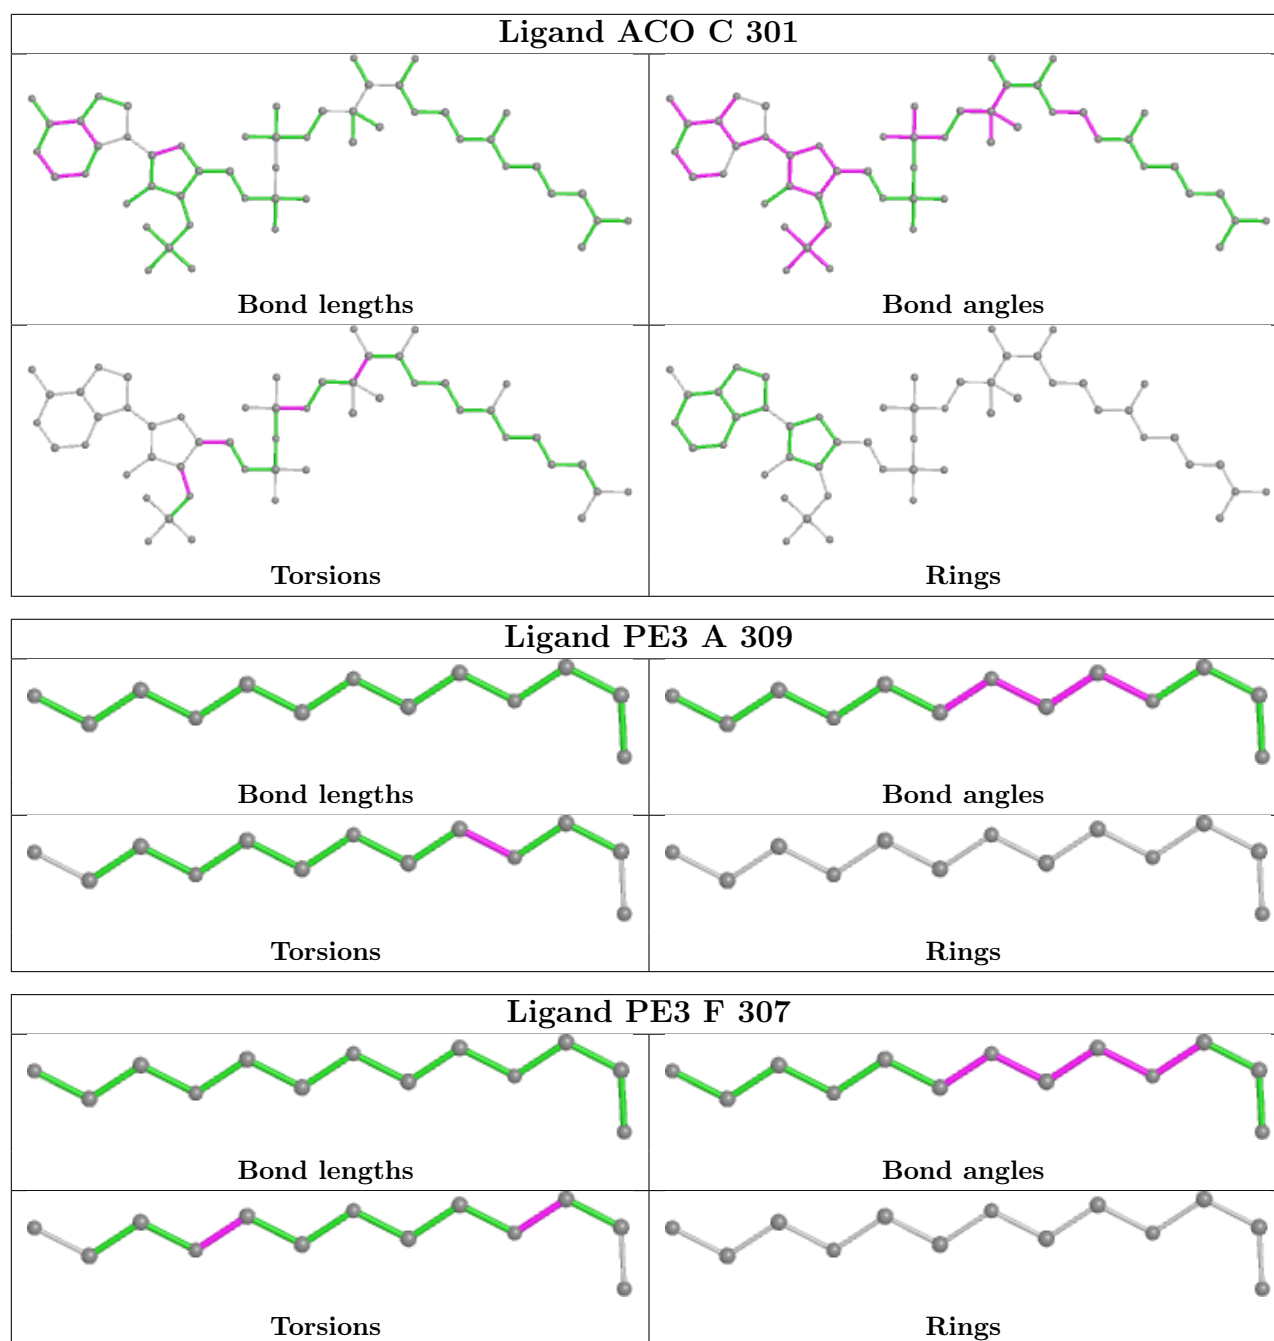 Ligand ACO C 301
Bond lengths
Bond angles
Torsions
Rings
Ligand PE3 A 309
Bond lengths
Bond angles
Torsions
Rings
Ligand PE3 F 307
Bond lengths
Bond angles
Torsions
Rings